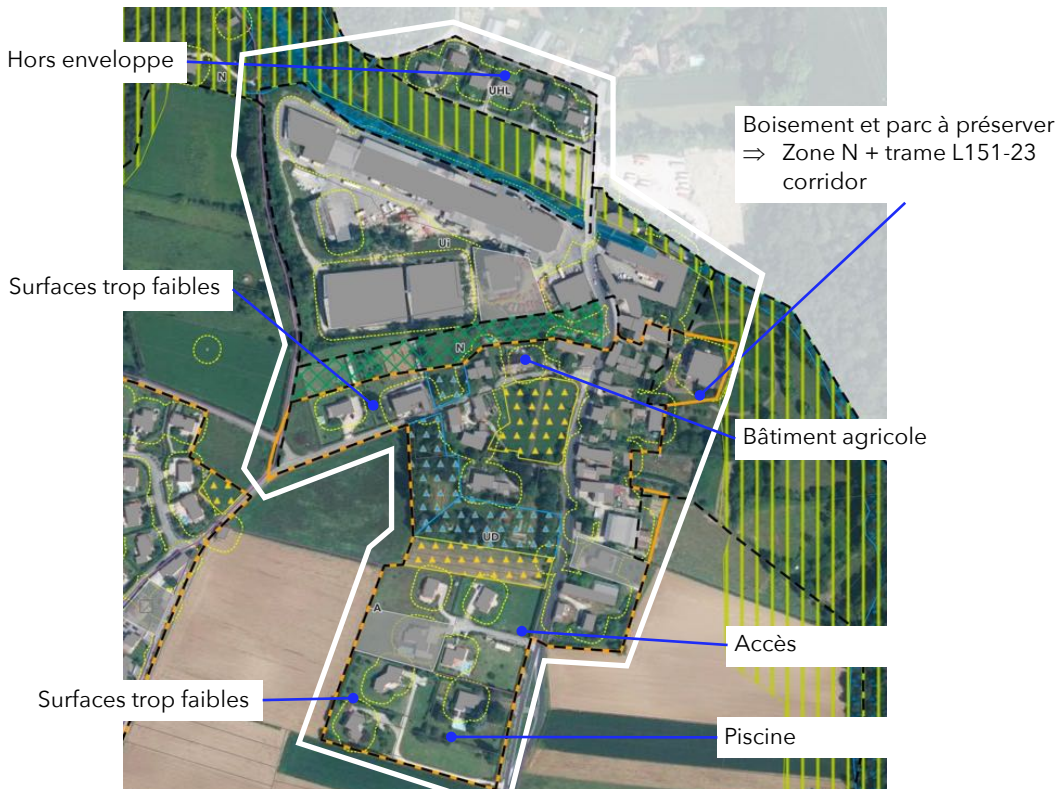 Hors enveloppe
N
UHL
Boisement et parc à préserver
⇒ Zone N + trame L151-23
corridor
Ui
Surfaces trop faibles
N
Bâtiment agricole
UD
A
Accès
Surfaces trop faibles
Piscine